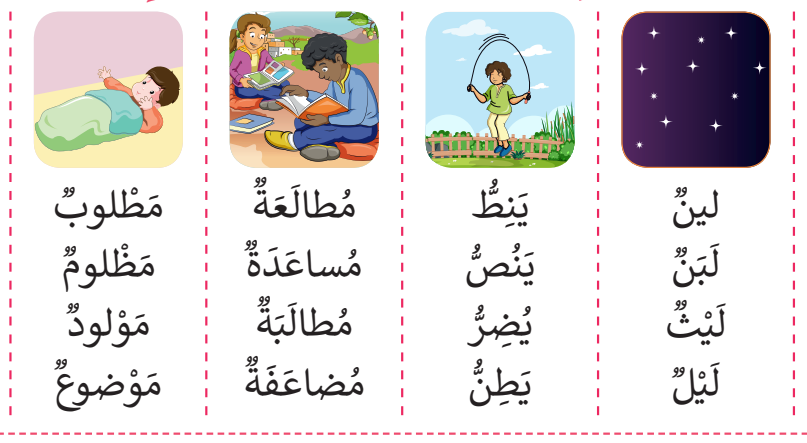 لينٌ
لَبَنٌ
لَيْثٌ
لَيْلٌ
يَنِطُّ
يَنُصُّ
يُضِرُّ
يَطِنُّ
مُطالَعَةٌ
مُساعَدَةٌ
مُطالَبَةٌ
مُضاعَفَةٌ
مَطْلوبٌ
مَظْلومٌ
مَوْلودٌ
مَوْضوعٌ